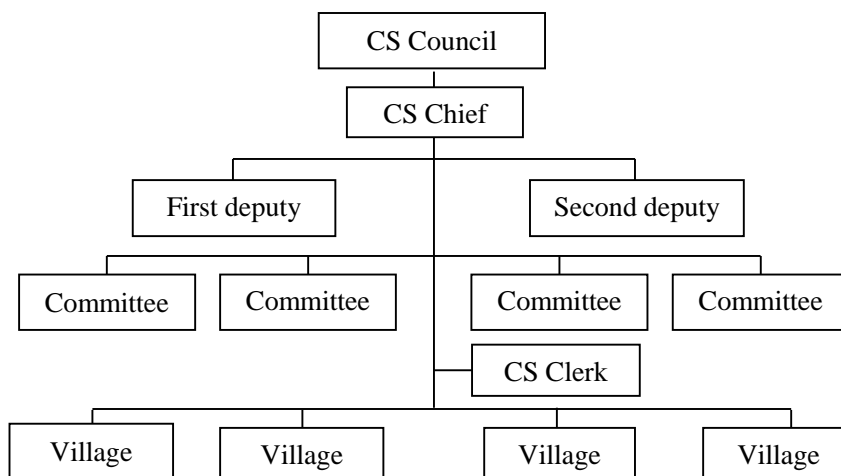 CS Council
CS Chief
First deputy
Second deputy
Committee
Committee
Committee
Committee
CS Clerk
Village
Village
Village
Village